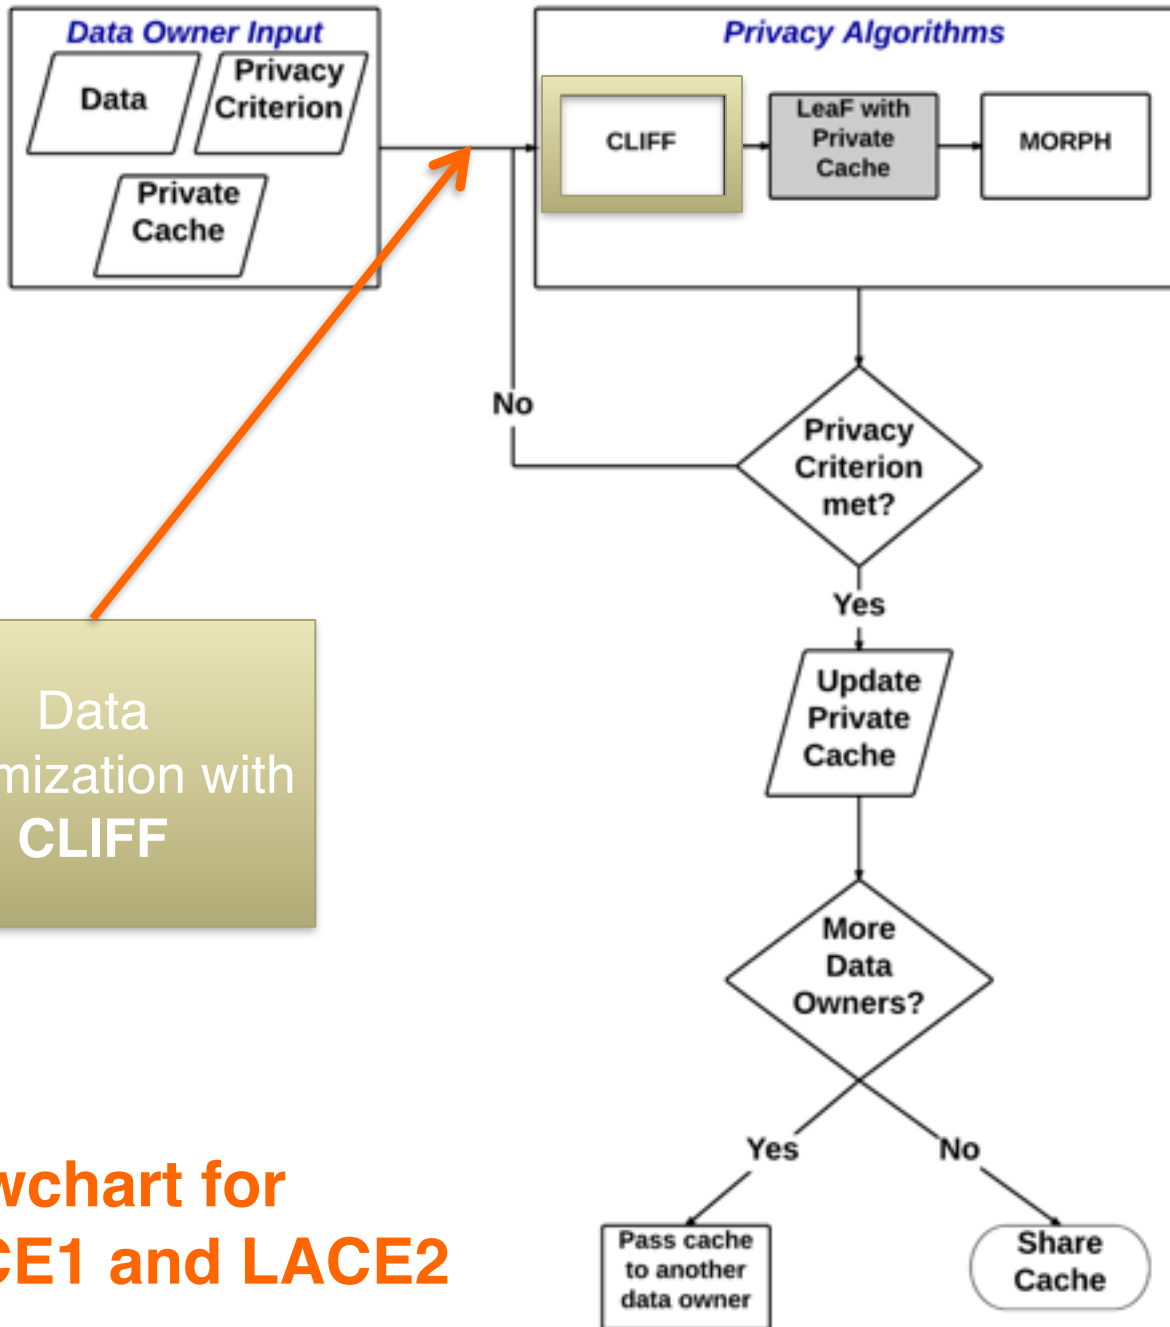 Data Owner Input
Data
Privacy
Criterion
Private
Cache
Privacy Algorithms
CLIFF
LeaF with
Private
Cache
MORPH
No
Privacy
Criterion
met?
Yes
Update
Private
Cache
Data
mization with
CLIFF
More
Data
Owners?
Yes
No
Pass cache
to another
data owner
Share
Cache
wchart for
CE1 and LACE2